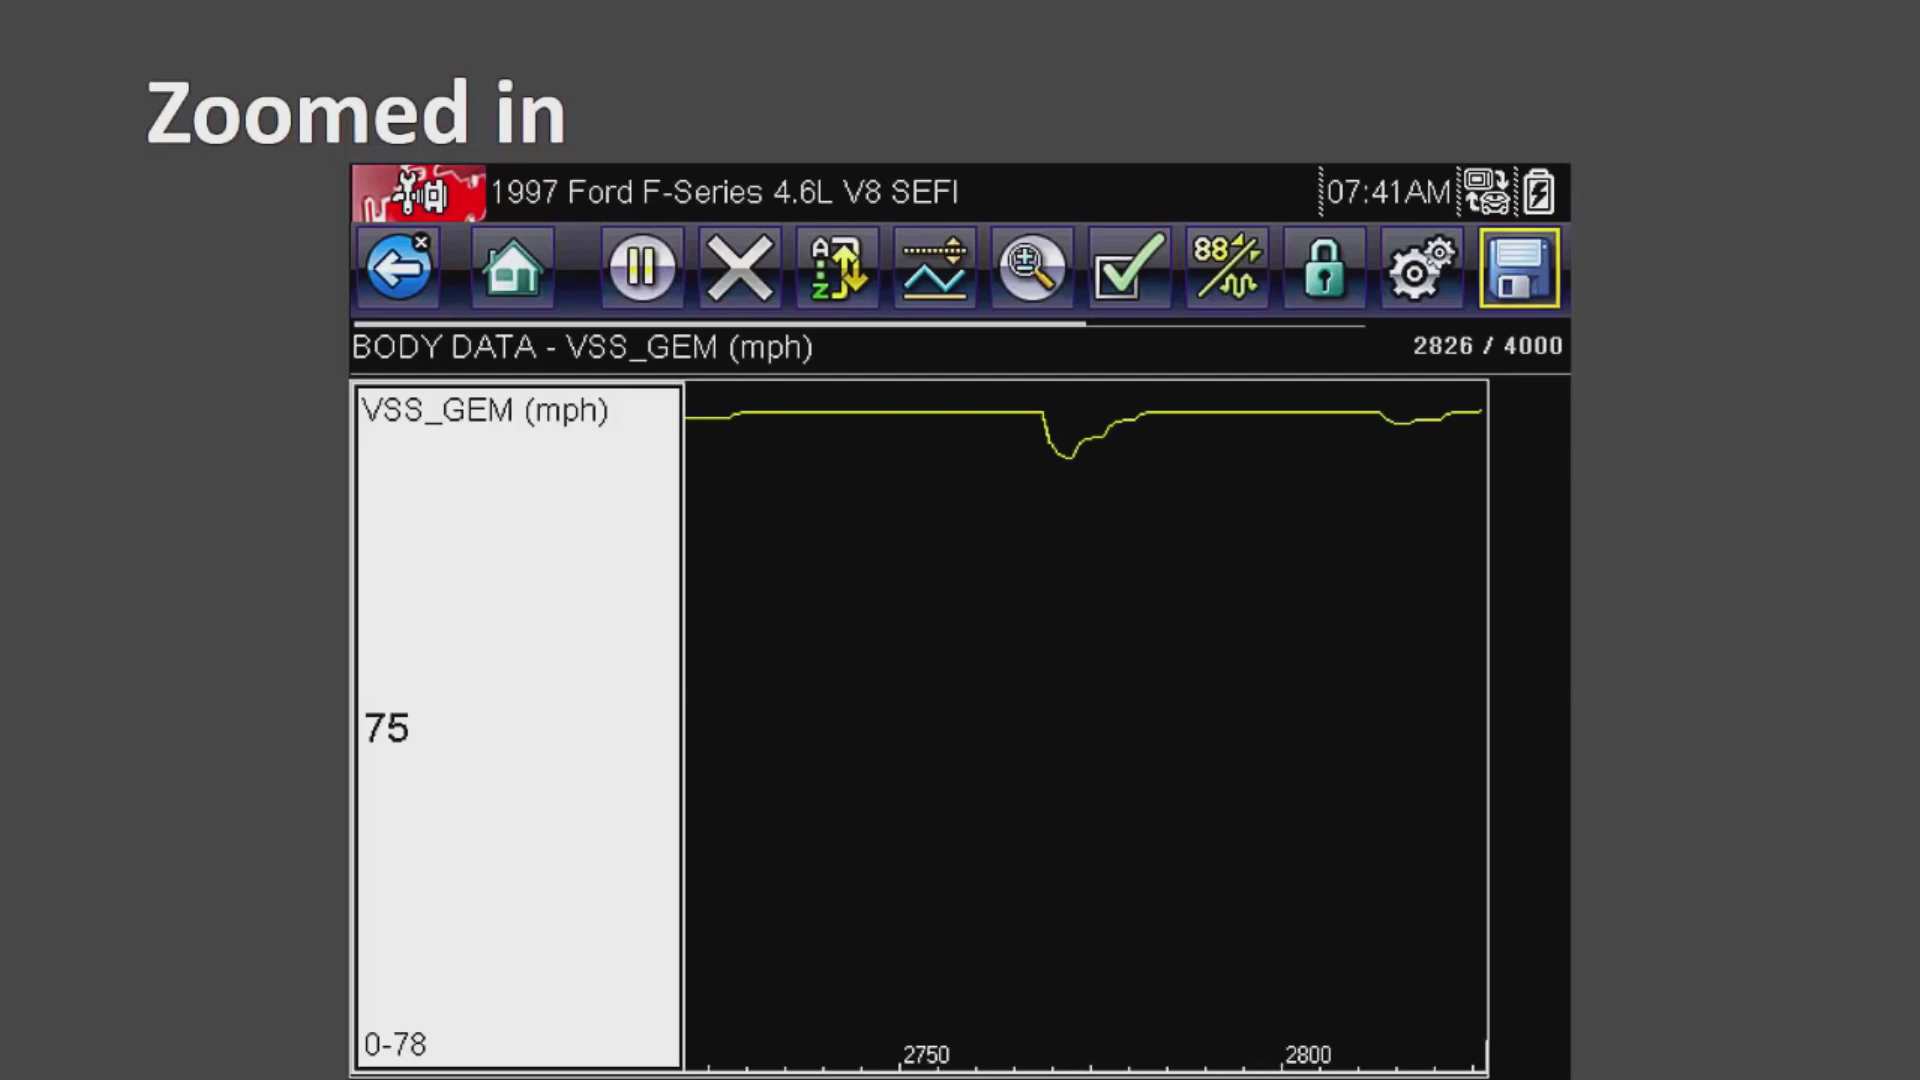 Zoomed in
1997 Ford F-Series 4.6L V8 SEFI
07:41AM
A
Z
88
BODY DATA - VSS_GEM (mph)
2826 / 4000
VSS_GEM (mph)
75
0-78
2750
2800